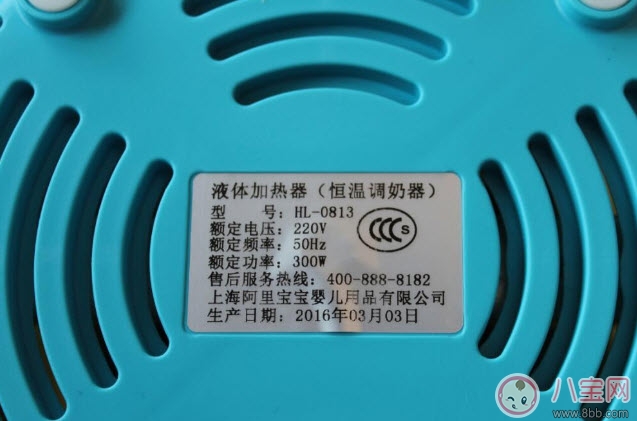 液体加热器（恒温调奶器）
型　　号：HL-0813
额定电压：220V
额定频率：50Hz
额定功率：300W
CCC S
售后服务热线：400-888-8182
上海阿里宝宝婴儿用品有限公司
生产日期：2016年03月03日
八宝网
www.8bb.com